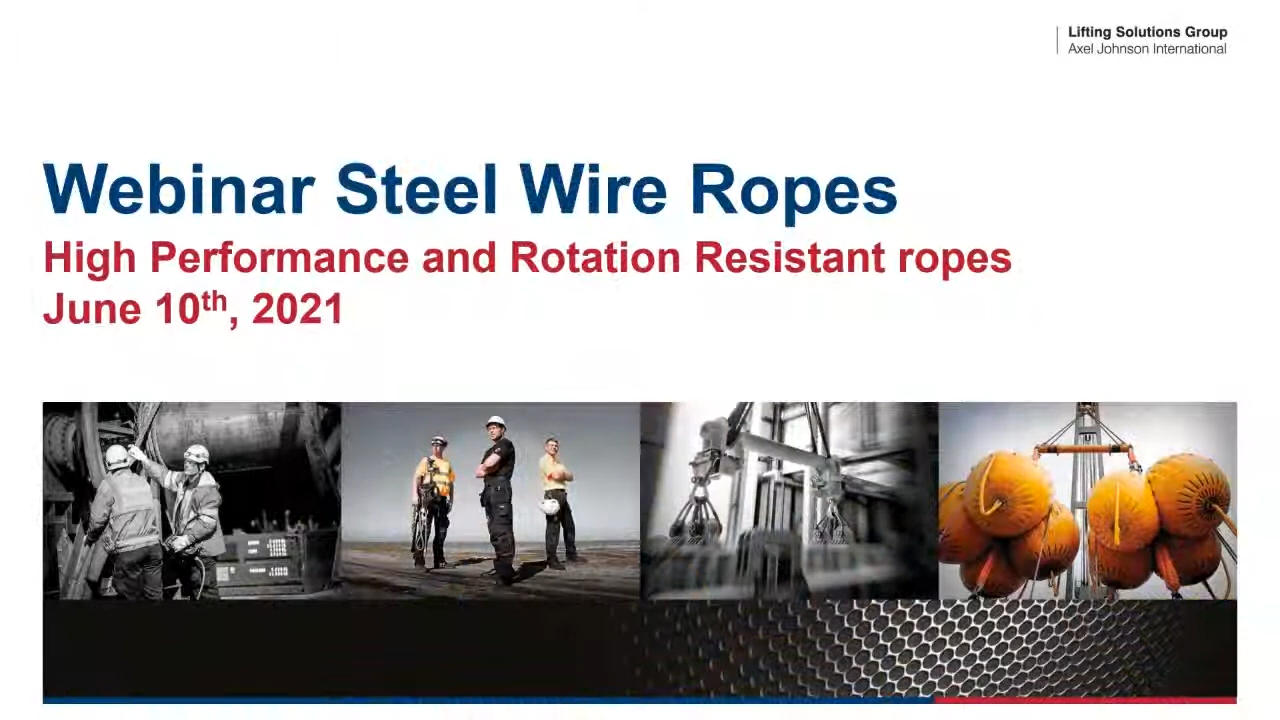 Lifting Solutions Group
Axel Johnson International
Webinar Steel Wire Ropes
High Performance and Rotation Resistant ropes
June 10th, 2021